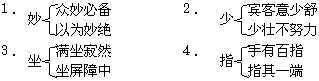 1. 妙 众妙必备
以为妙绝
2. 少 宾客意少舒
少壮不努力
3. 坐 满坐寂然
坐屏障中
4. 指 手有百指
指其一端